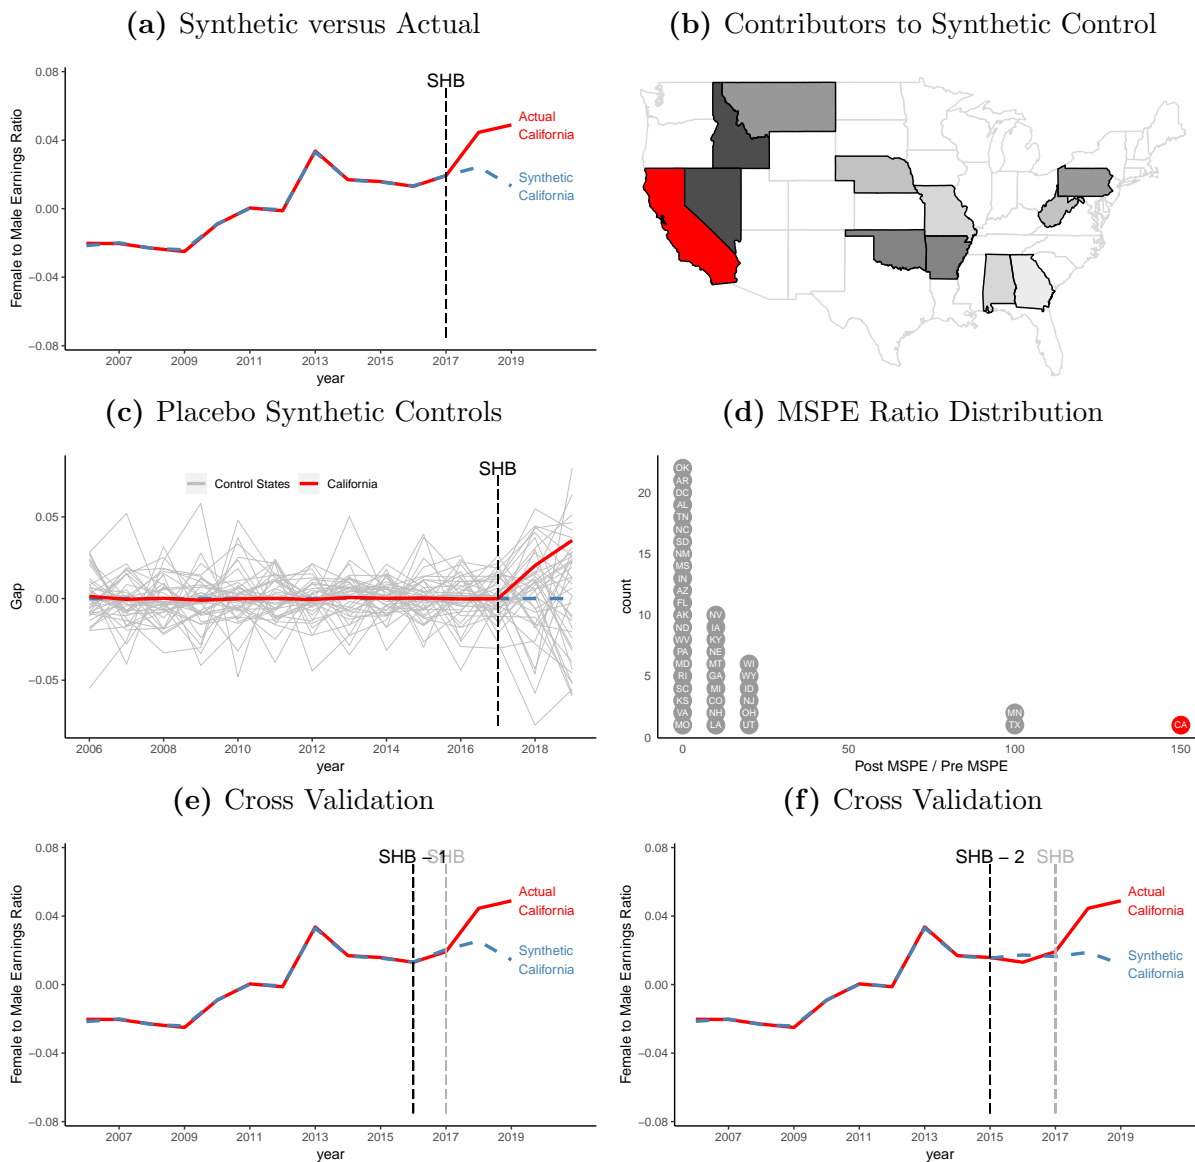 (a) Synthetic versus Actual
SHB
0.08
0.04
0.00
−0.04
−0.08
Female to Male Earnings Ratio
Actual
California
Synthetic
California
2007 2009 2011 2013 2015 2017 2019
year
(b) Contributors to Synthetic Control
(c) Placebo Synthetic Controls
SHB
Control States California
0.05
0.00
−0.05
Gap
2006 2008 2010 2012 2014 2016 2018
year
(d) MSPE Ratio Distribution
20
15
10
5
0
count
OK
AR
DC
AL
TN
NC
SD
NM
MS
IN
AZ
FL
AK
ND
WV
PA
MD
RI
SC
KS
VA
MO
NV
IA
KY
NE
MT
GA
MI
CO
NH
LA
WI
WY
ID
NJ
OH
UT
MN
TX
CA
0 50 100 150
Post MSPE / Pre MSPE
(e) Cross Validation
SHB − 1 SHB
0.08
0.04
0.00
−0.04
−0.08
Female to Male Earnings Ratio
Actual
California
Synthetic
California
2007 2009 2011 2013 2015 2017 2019
year
(f) Cross Validation
SHB − 2 SHB
0.08
0.04
0.00
−0.04
−0.08
Female to Male Earnings Ratio
Actual
California
Synthetic
California
2007 2009 2011 2013 2015 2017 2019
year